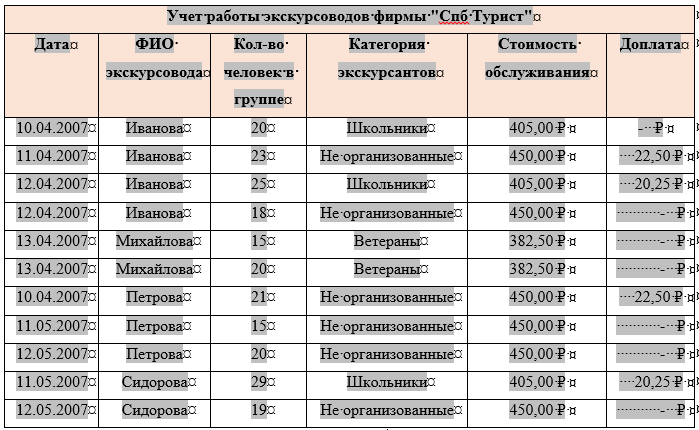 Учет работы экскурсоводов фирмы "Спб Турист"
Дата ФИО экскурсовода Кол-во человек в группе Категория экскурсантов Стоимость обслуживания Доплата
10.04.2007 Иванова 20 Школьники 405,00 ₽ - ₽
11.04.2007 Иванова 23 Не организованные 450,00 ₽ 22,50 ₽
12.04.2007 Иванова 25 Школьники 405,00 ₽ 20,25 ₽
12.04.2007 Иванова 18 Не организованные 450,00 ₽ - ₽
13.04.2007 Михайлова 15 Ветераны 382,50 ₽ - ₽
13.04.2007 Михайлова 20 Ветераны 382,50 ₽ - ₽
10.04.2007 Петрова 21 Не организованные 450,00 ₽ 22,50 ₽
11.05.2007 Петрова 15 Не организованные 450,00 ₽ - ₽
12.05.2007 Петрова 20 Не организованные 450,00 ₽ - ₽
11.05.2007 Сидорова 29 Школьники 405,00 ₽ 20,25 ₽
12.05.2007 Сидорова 19 Не организованные 450,00 ₽ - ₽